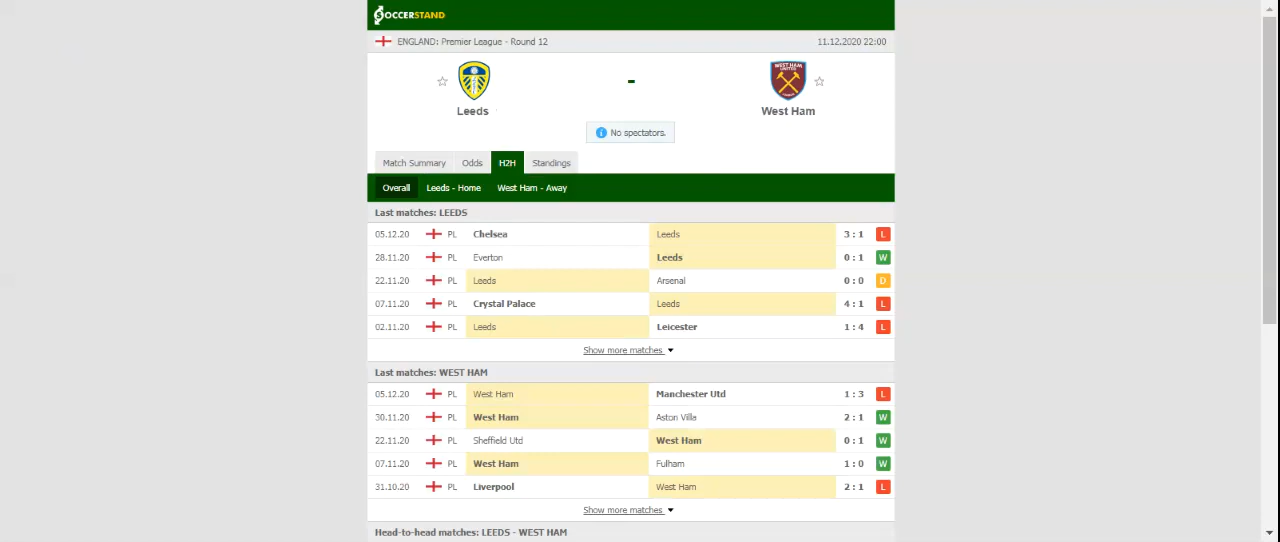 SOCCERSTAND
ENGLAND: Premier League - Round 12 11.12.2020 22:00
WEST HAM UNITED
-
Leeds West Ham
No spectators.
Match Summary Odds H2H Standings
Overall Leeds - Home West Ham - Away
Last matches: LEEDS
05.12.20 PL Chelsea Leeds 3 : 1 L
28.11.20 PL Everton Leeds 0 : 1 W
22.11.20 PL Leeds Arsenal 0 : 0 D
07.11.20 PL Crystal Palace Leeds 4 : 1 L
02.11.20 PL Leeds Leicester 1 : 4 L
Show more matches
Last matches: WEST HAM
05.12.20 PL West Ham Manchester Utd 1 : 3 L
30.11.20 PL West Ham Aston Villa 2 : 1 W
22.11.20 PL Sheffield Utd West Ham 0 : 1 W
07.11.20 PL West Ham Fulham 1 : 0 W
31.10.20 PL Liverpool West Ham 2 : 1 L
Show more matches
Head-to-head matches: LEEDS - WEST HAM